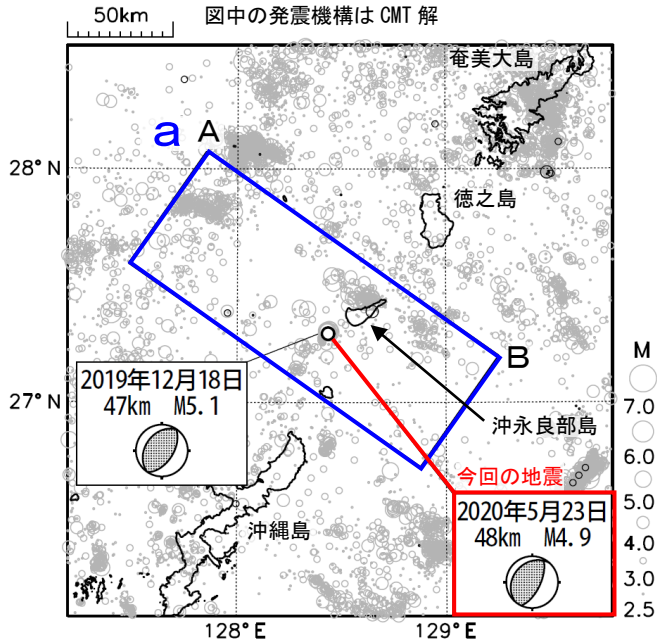 50km 図中の発震機構は CMT 解
奄美大島
a A
28°N
徳之島
B
M
7.0
2019年12月18日
47km M5.1
沖永良部島
27°N
6.0
今回の地震
5.0
2020年5月23日
48km M4.9
沖縄島
4.0
3.0
2.5
128°E 129°E